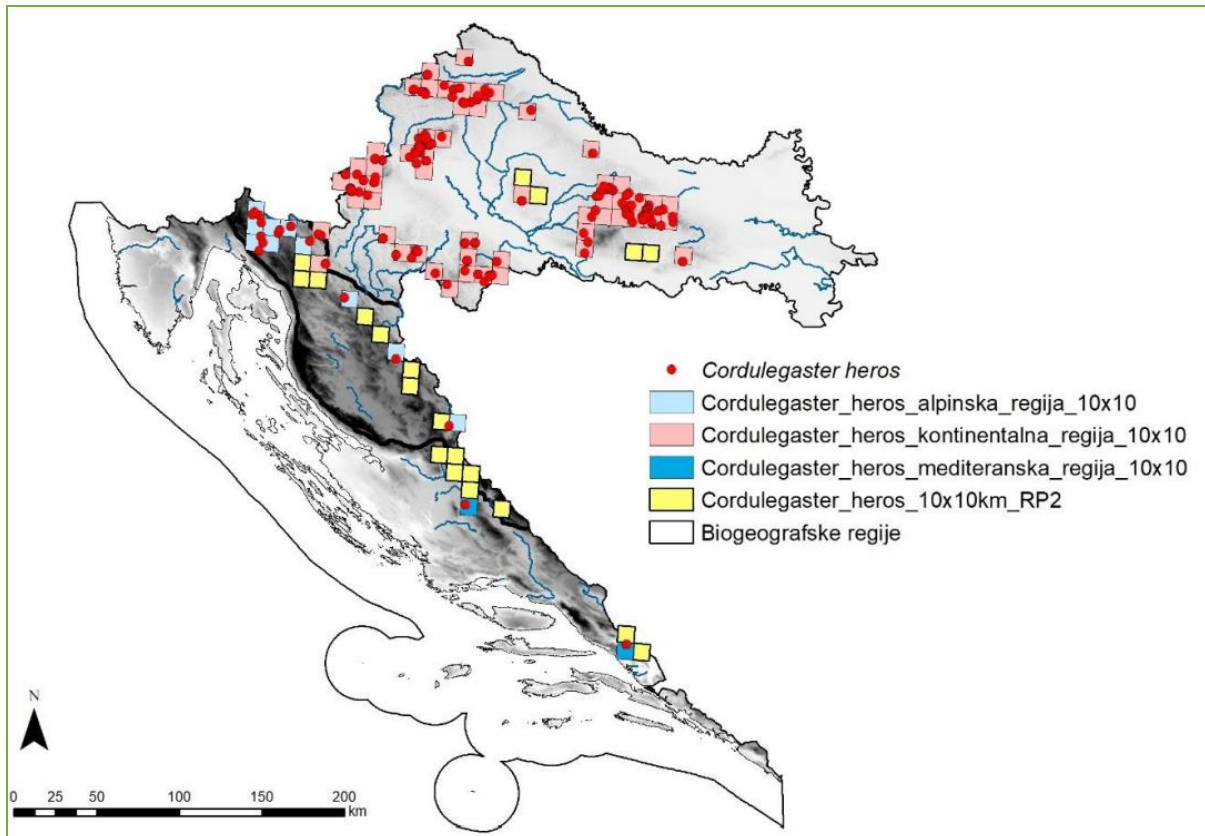 Cordulegaster heros
Cordulegaster_heros_alpinska_regija_10x10
Cordulegaster_heros_kontinentalna_regija_10x10
Cordulegaster_heros_mediteranska_regija_10x10
Cordulegaster_heros_10x10km_RP2
Biogeografske regije
N
0 25 50 100 150 200
km